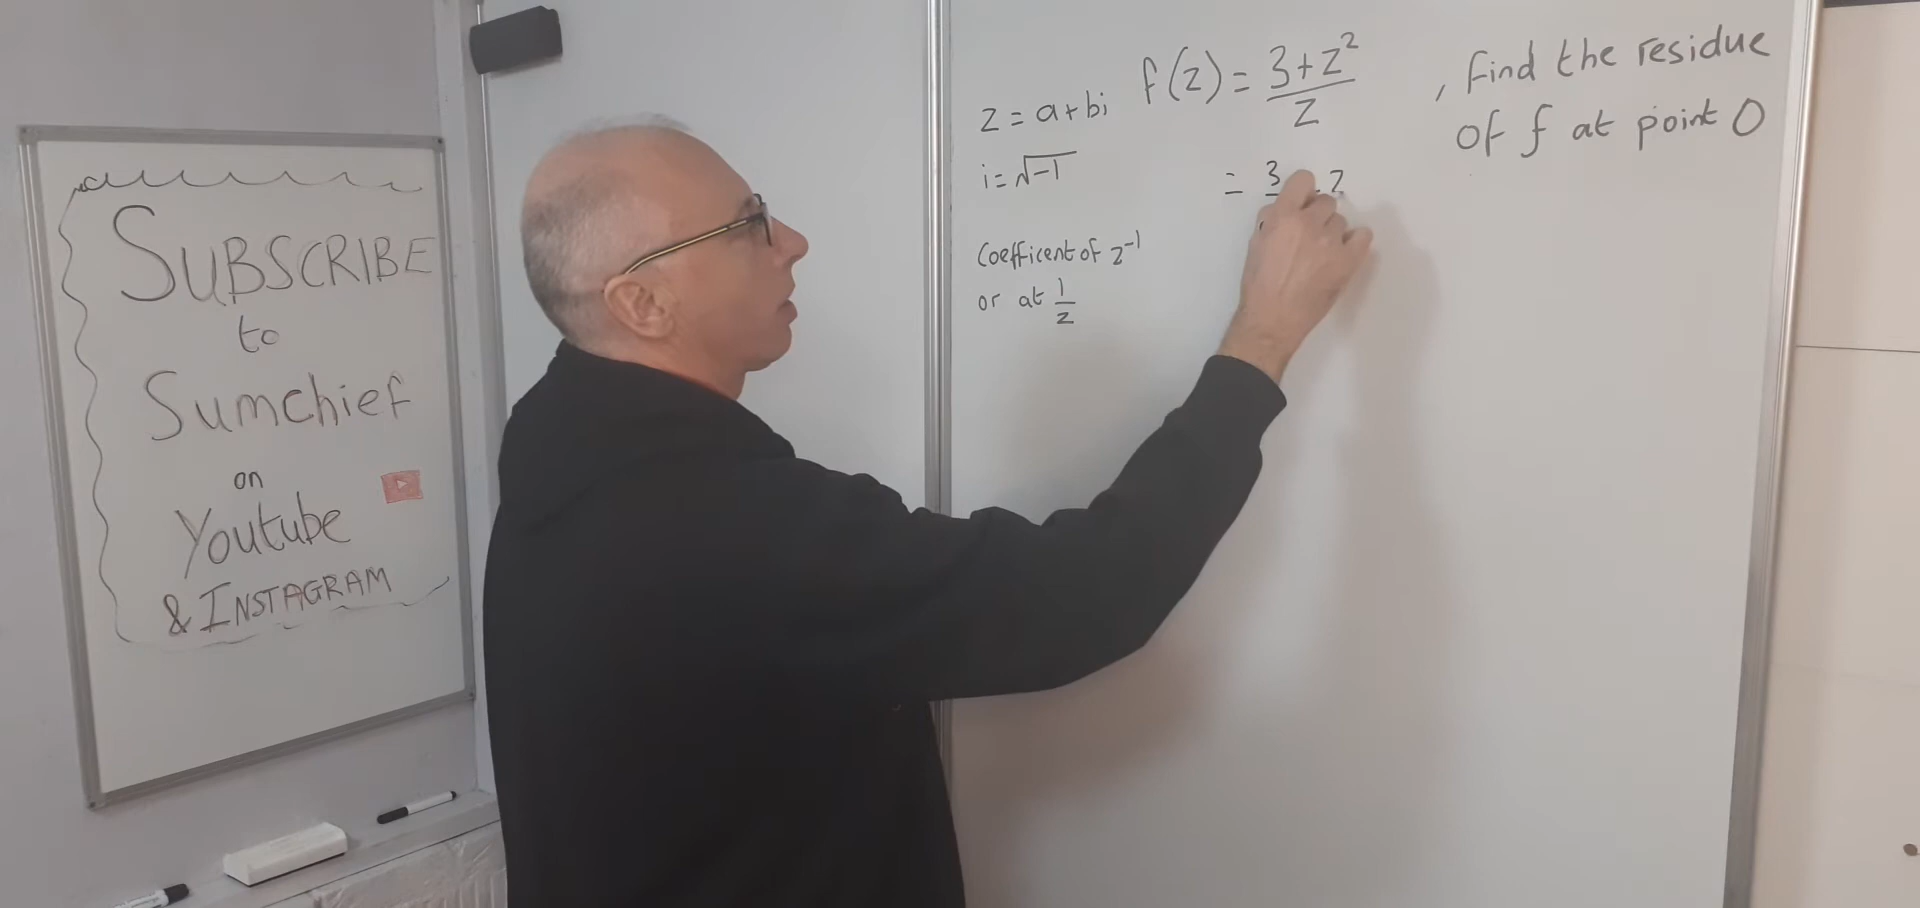 SUBSCRIBE
to
Sumchief
on
Youtube
& INSTAGRAM
z = a+bi
i = √-1
Coefficent of z⁻¹
or at 1/z
f(z) = 3+z²/z
= 3
, find the residue
of f at point 0